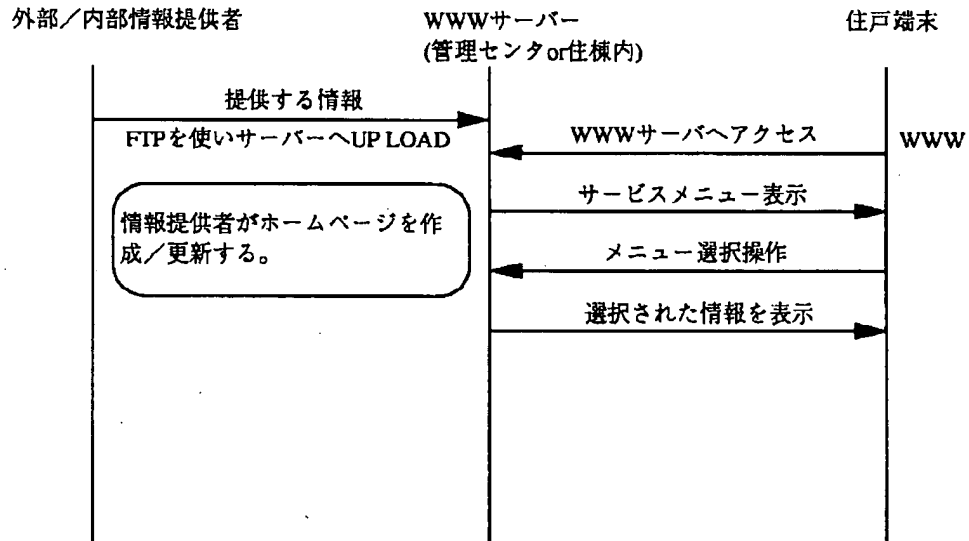 外部／内部情報提供者
WWWサーバー
(管理センタor住棟内)
住戸端末
提供する情報
FTPを使いサーバーへUP LOAD
WWWサーバへアクセス
WWW
サービスメニュー表示
情報提供者がホームページを作
成／更新する。
メニュー選択操作
選択された情報を表示